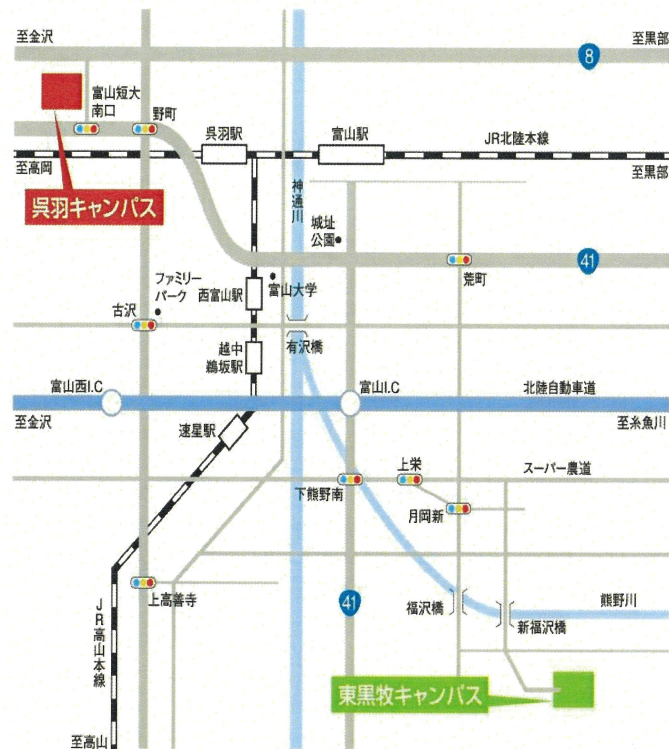 至金沢
至黒部
8
富山短大
南口
野町
呉羽駅
富山駅
JR北陸本線
至高岡
至黒部
呉羽キャンパス
神通川
城址
公園
41
荒町
ファミリー
パーク
西富山駅
富山大学
古沢
有沢橋
越中
鵜坂駅
富山西I.C
富山I.C
北陸自動車道
至金沢
至糸魚川
速星駅
上栄
スーパー農道
下熊野南
月岡新
上高善寺
41
福沢橋
熊野川
新福沢橋
JR高山本線
東黒牧キャンパス
至高山